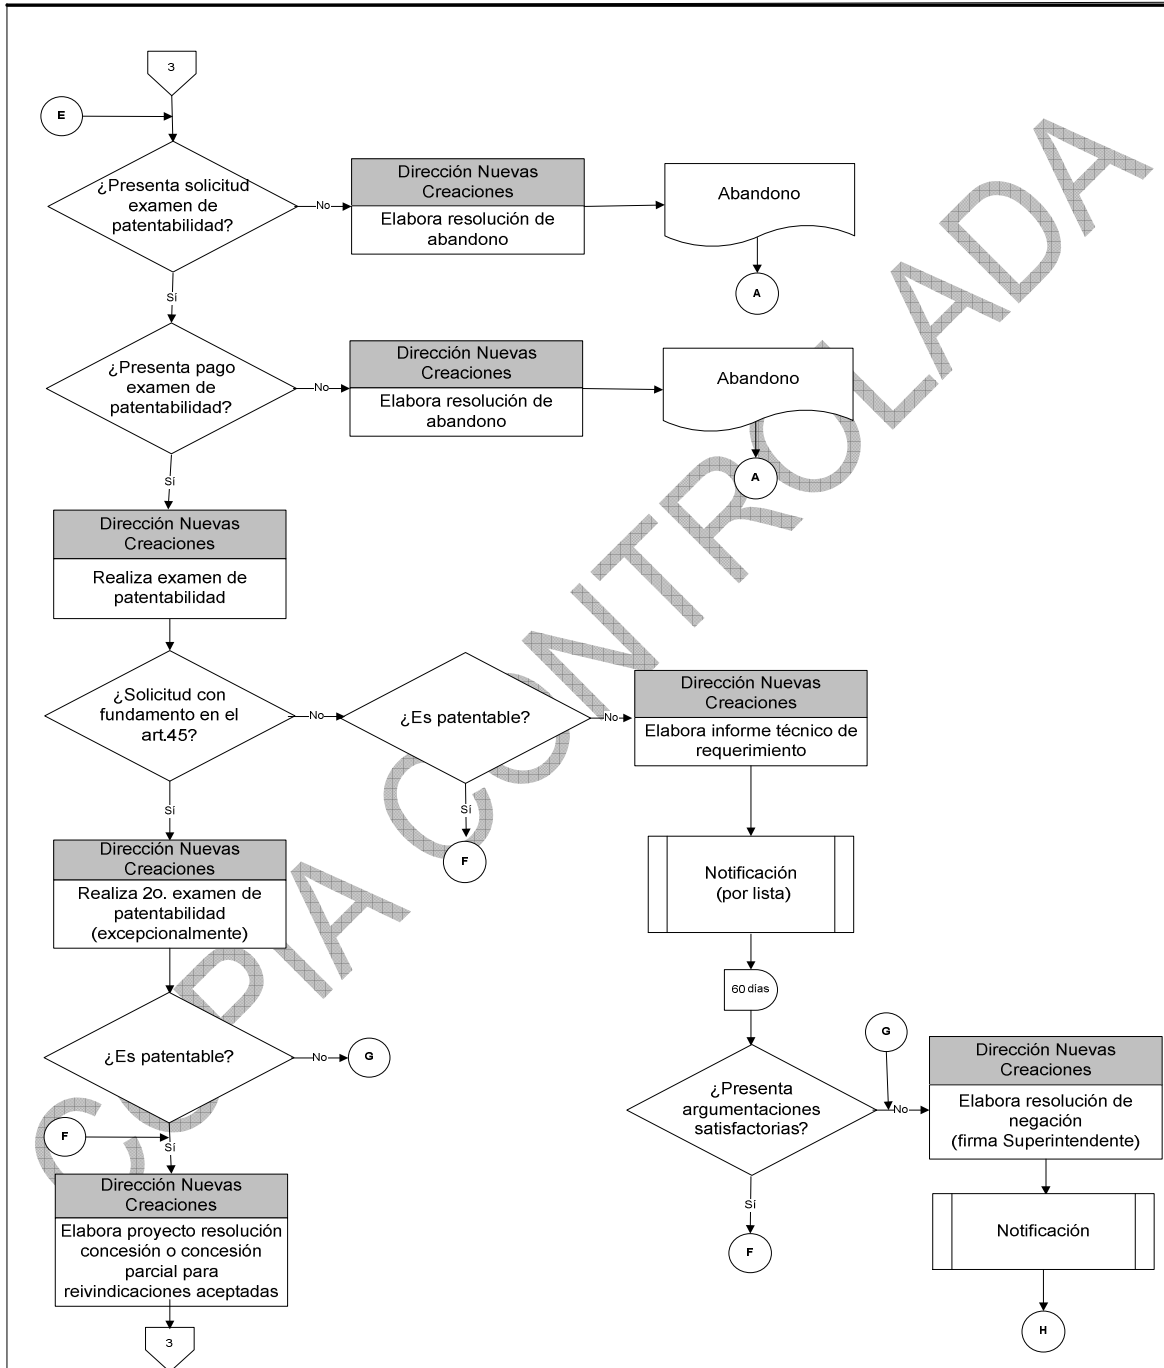 3
E
¿Presenta solicitud
examen de
patentabilidad?
No
Dirección Nuevas
Creaciones
Elabora resolución de
abandono
Abandono
A
Sí
¿Presenta pago
examen de
patentabilidad?
No
Dirección Nuevas
Creaciones
Elabora resolución de
abandono
Abandono
A
Sí
Dirección Nuevas
Creaciones
Realiza examen de
patentabilidad
¿Solicitud con
fundamento en el
art.45?
No
¿Es patentable?
No
Dirección Nuevas
Creaciones
Elabora informe técnico de
requerimiento
Sí
F
Sí
Dirección Nuevas
Creaciones
Realiza 2o. examen de
patentabilidad
(excepcionalmente)
Notificación
(por lista)
60 días
¿Es patentable?
No
G
G
¿Presenta
argumentaciones
satisfactorias?
No
Dirección Nuevas
Creaciones
Elabora resolución de
negación
(firma Superintendente)
F
Sí
Dirección Nuevas
Creaciones
Elabora proyecto resolución
concesión o concesión
parcial para
reivindicaciones aceptadas
3
Sí
F
Notificación
H
COPIA CONTROLADA